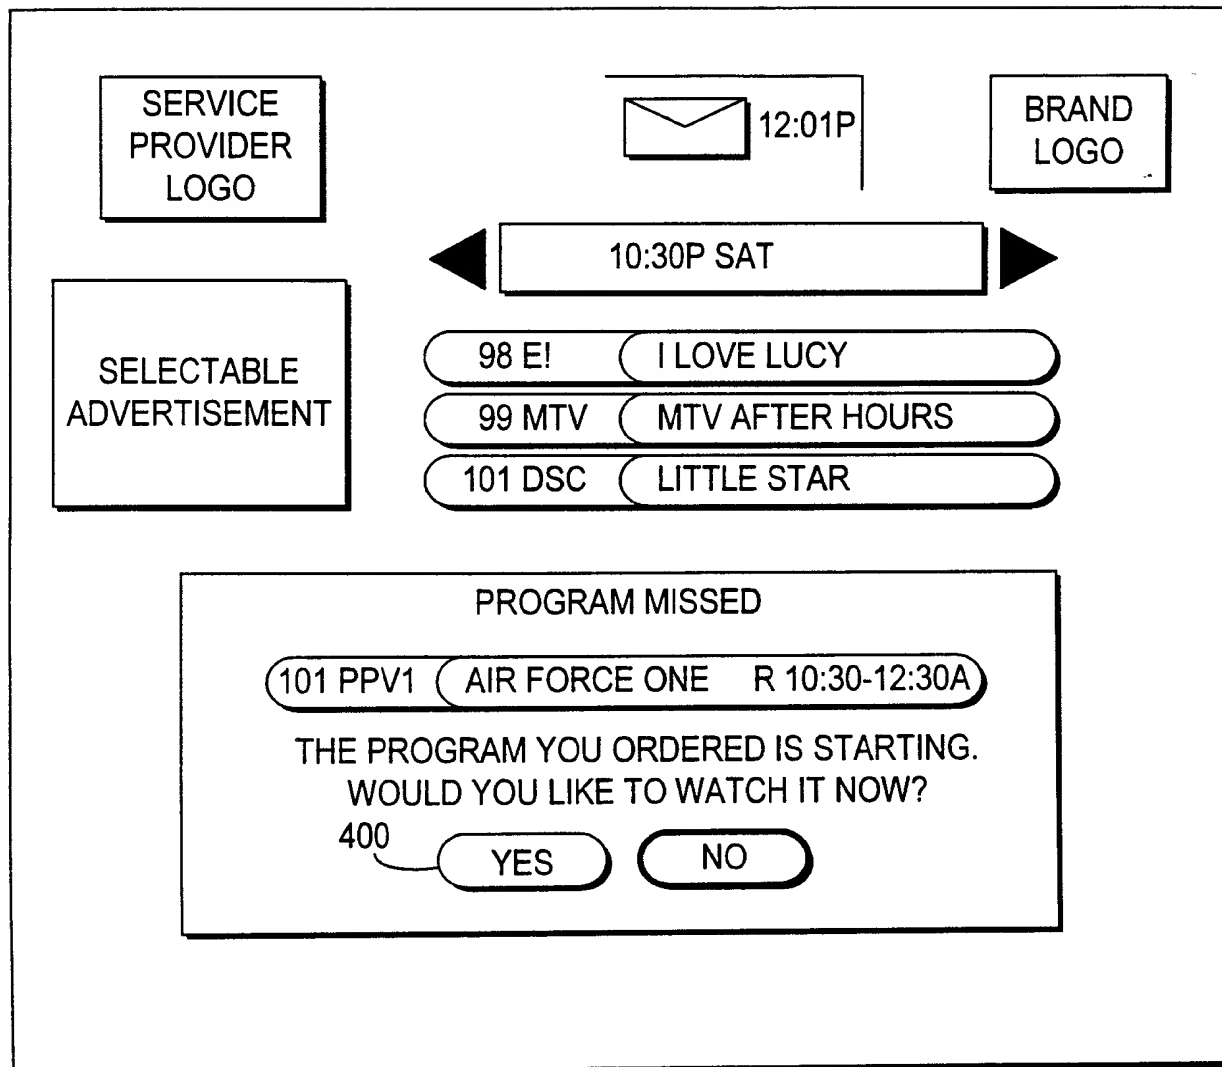 SERVICE
PROVIDER
LOGO
12:01P
BRAND
LOGO
10:30P SAT
SELECTABLE
ADVERTISEMENT
98 E! I LOVE LUCY
99 MTV MTV AFTER HOURS
101 DSC LITTLE STAR
PROGRAM MISSED
101 PPV1 AIR FORCE ONE R 10:30-12:30A
THE PROGRAM YOU ORDERED IS STARTING.
WOULD YOU LIKE TO WATCH IT NOW?
400
YES NO